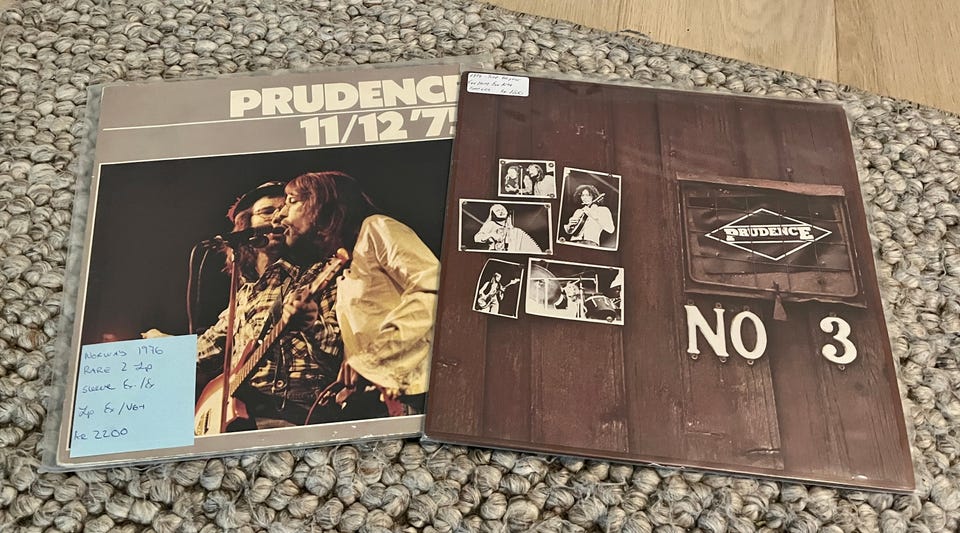 PRUDENCE
11/12'7
NORWAY 1976
RARE 2 Lp
SLEEVE Ex-/Ex
Lp Ex/VG+
kr 2200
PRUDENCE
NO 3